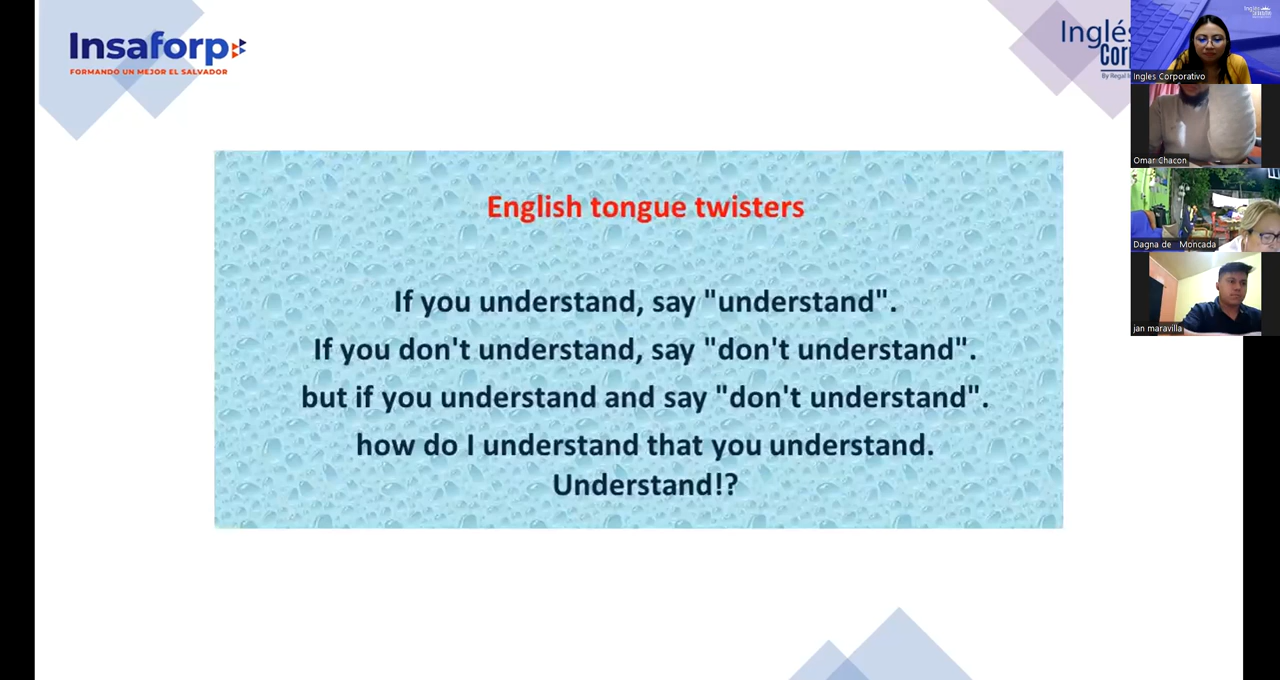 Insaforp
FORMANDO UN MEJOR EL SALVADOR
Inglés
By Regal
Ingles Corporativo
Omar Chacon
Dagna de Moncada
jan maravilla
English tongue twisters
If you understand, say "understand".
If you don't understand, say "don't understand".
but if you understand and say "don't understand".
how do I understand that you understand.
Understand!?